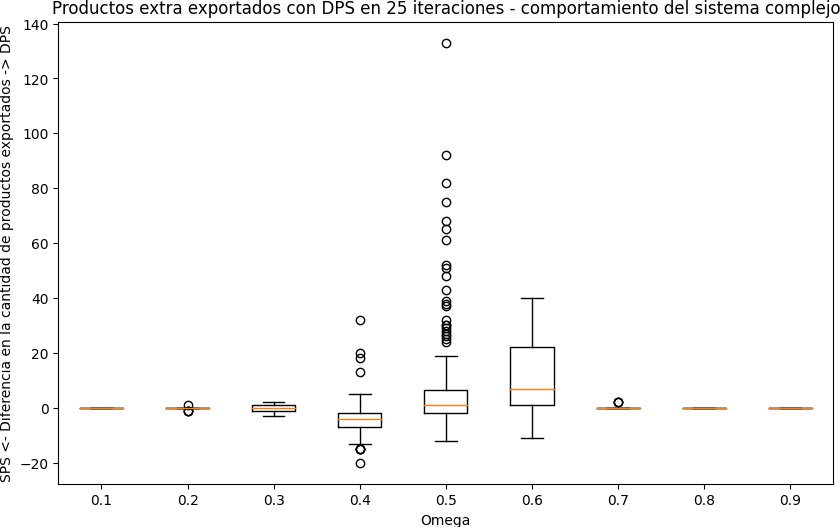 Productos extra exportados con DPS en 25 iteraciones - comportamiento del sistema complejo
SPS <- Diferencia en la cantidad de productos exportados -> DPS
140
120
100
80
60
40
20
0
−20
0.1 0.2 0.3 0.4 0.5 0.6 0.7 0.8 0.9
Omega